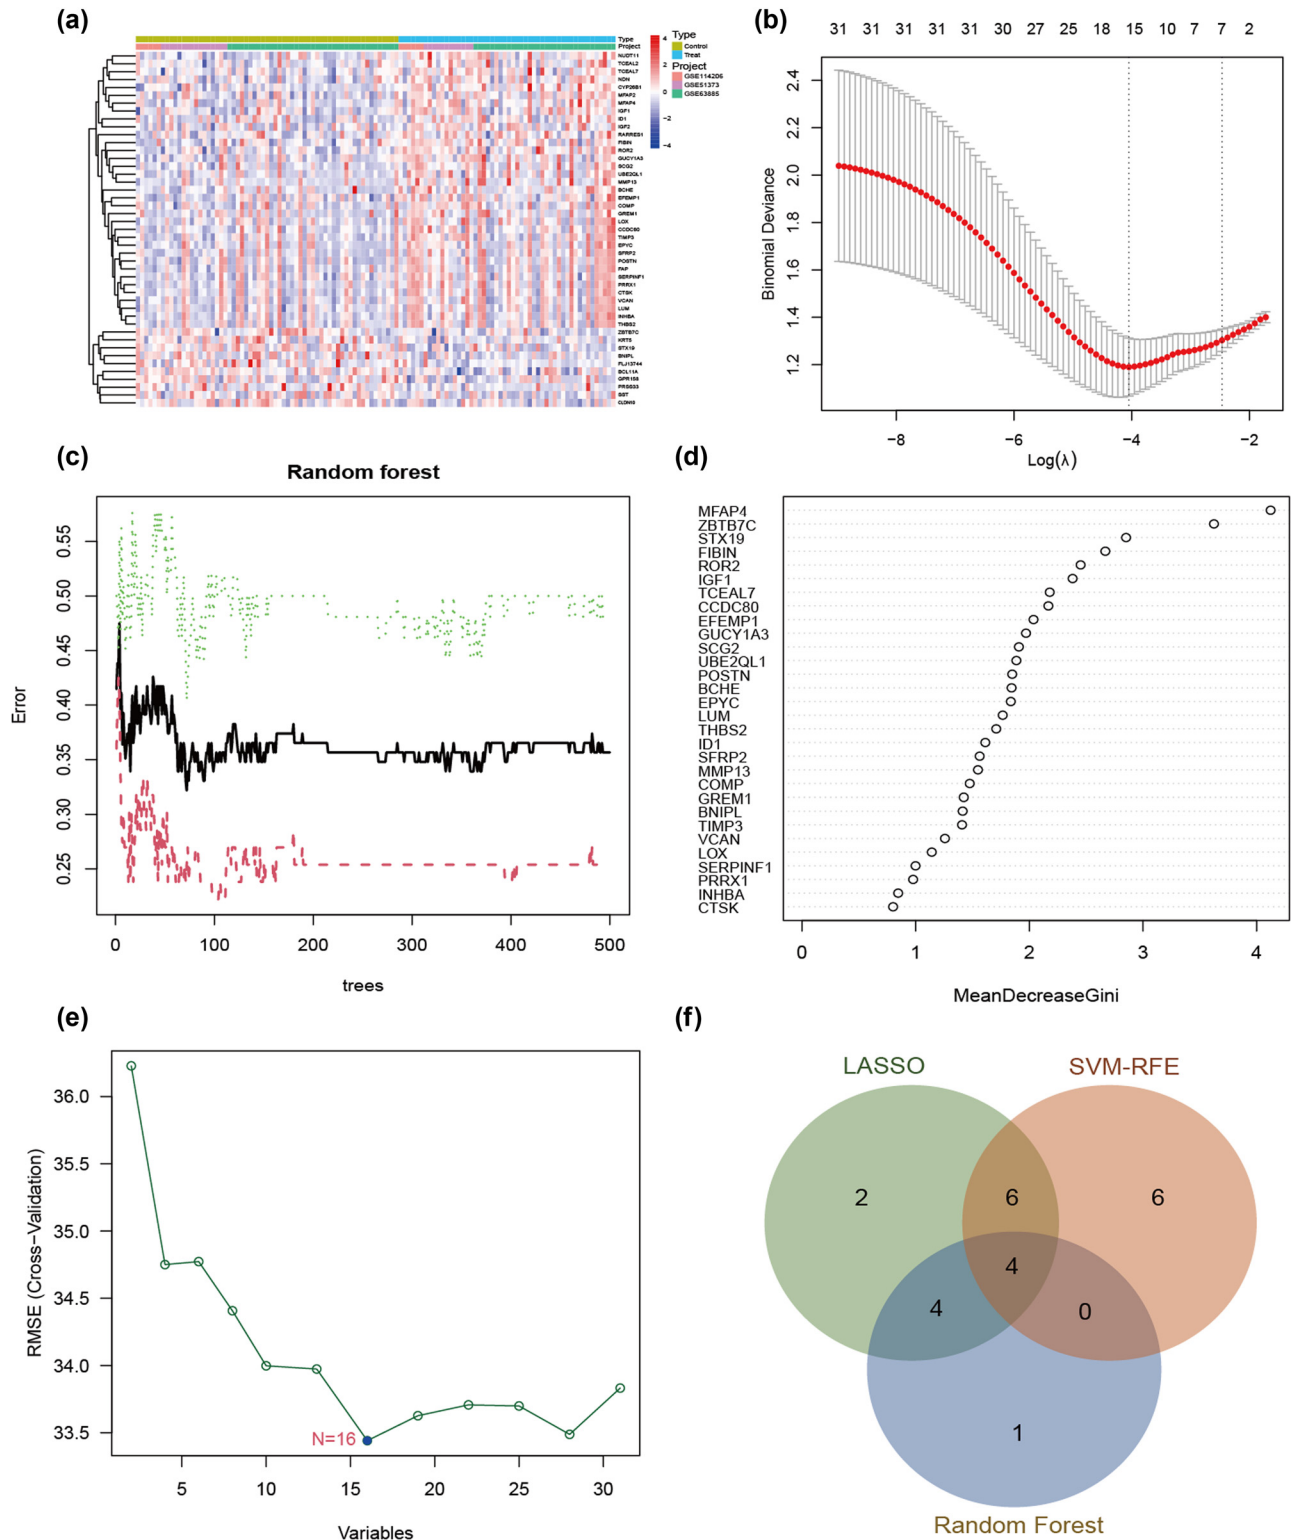 (a)
Type
Project
NUDT11
TCEAL2
TCEAL7
NDN
CYP26B1
MFAP2
MFAP4
IGF1
ID1
IGF2
RARRES1
FIBIN
ROR2
GUCY1A3
SCG2
UBE2QL1
MMP13
BCHE
EFEMP1
COMP
GREM1
LOX
CCDC80
TIMP3
EPYC
SFRP2
POSTN
FAP
SERPINF1
PRRX1
CTSK
VCAN
LUM
INHBA
THBS2
ZBTB7C
KRT5
STX19
BNIPL
FLJ13744
BCL11A
GPR158
PRSS33
SST
4
2
0
−2
−4
Type
Control
Treat
Project
GSE114206
GSE51373
GSE63885
(b)
31 31 31 31 31 30 27 25 18 15 10 7 7 2
Binomial Deviance
2.4
2.2
2.0
1.8
1.6
1.4
1.2
−8 −6 −4 −2
Log(λ)
(c)
Random forest
Error
0.55
0.50
0.45
0.40
0.35
0.30
0.25
0 100 200 300 400 500
trees
(d)
MFAP4
ZBTB7C
STX19
FIBIN
ROR2
IGF1
TCEAL7
CCDC80
EFEMP1
GUCY1A3
SCG2
UBE2QL1
POSTN
BCHE
EPYC
LUM
THBS2
ID1
SFRP2
MMP13
COMP
GREM1
BNIPL
TIMP3
VCAN
LOX
SERPINF1
PRRX1
INHBA
CTSK
0 1 2 3 4
MeanDecreaseGini
(e)
RMSE (Cross−Validation)
36.0
35.5
35.0
34.5
34.0
33.5
N=16
5 10 15 20 25 30
Variables
(f)
LASSO SVM-RFE
2 6 6
4
4 0
1
Random Forest